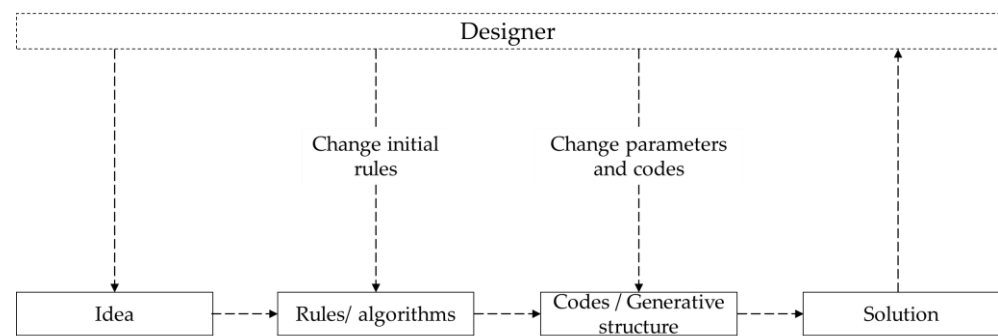 Designer
Change initial
rules
Change parameters
and codes
Idea
Rules/ algorithms
Codes / Generative
structure
Solution